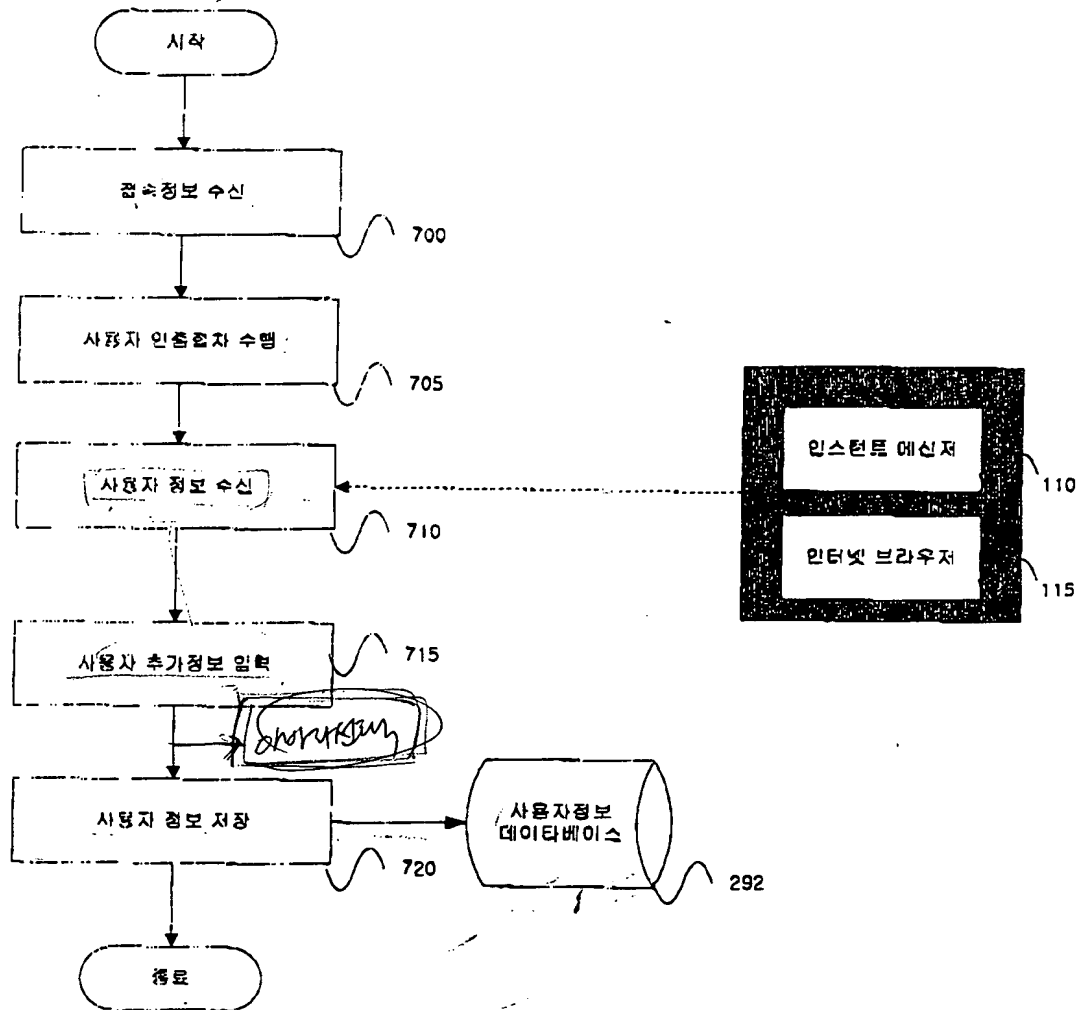 시작
접속정보 수신
700
사용자 인증절차 수행
705
인스턴트 메신저
110
사용자 정보 수신
710
인터넷 브라우저
115
사용자 추가정보 입력
715
사용자 정보 저장
720
사용자정보
데이타베이스
292
종료